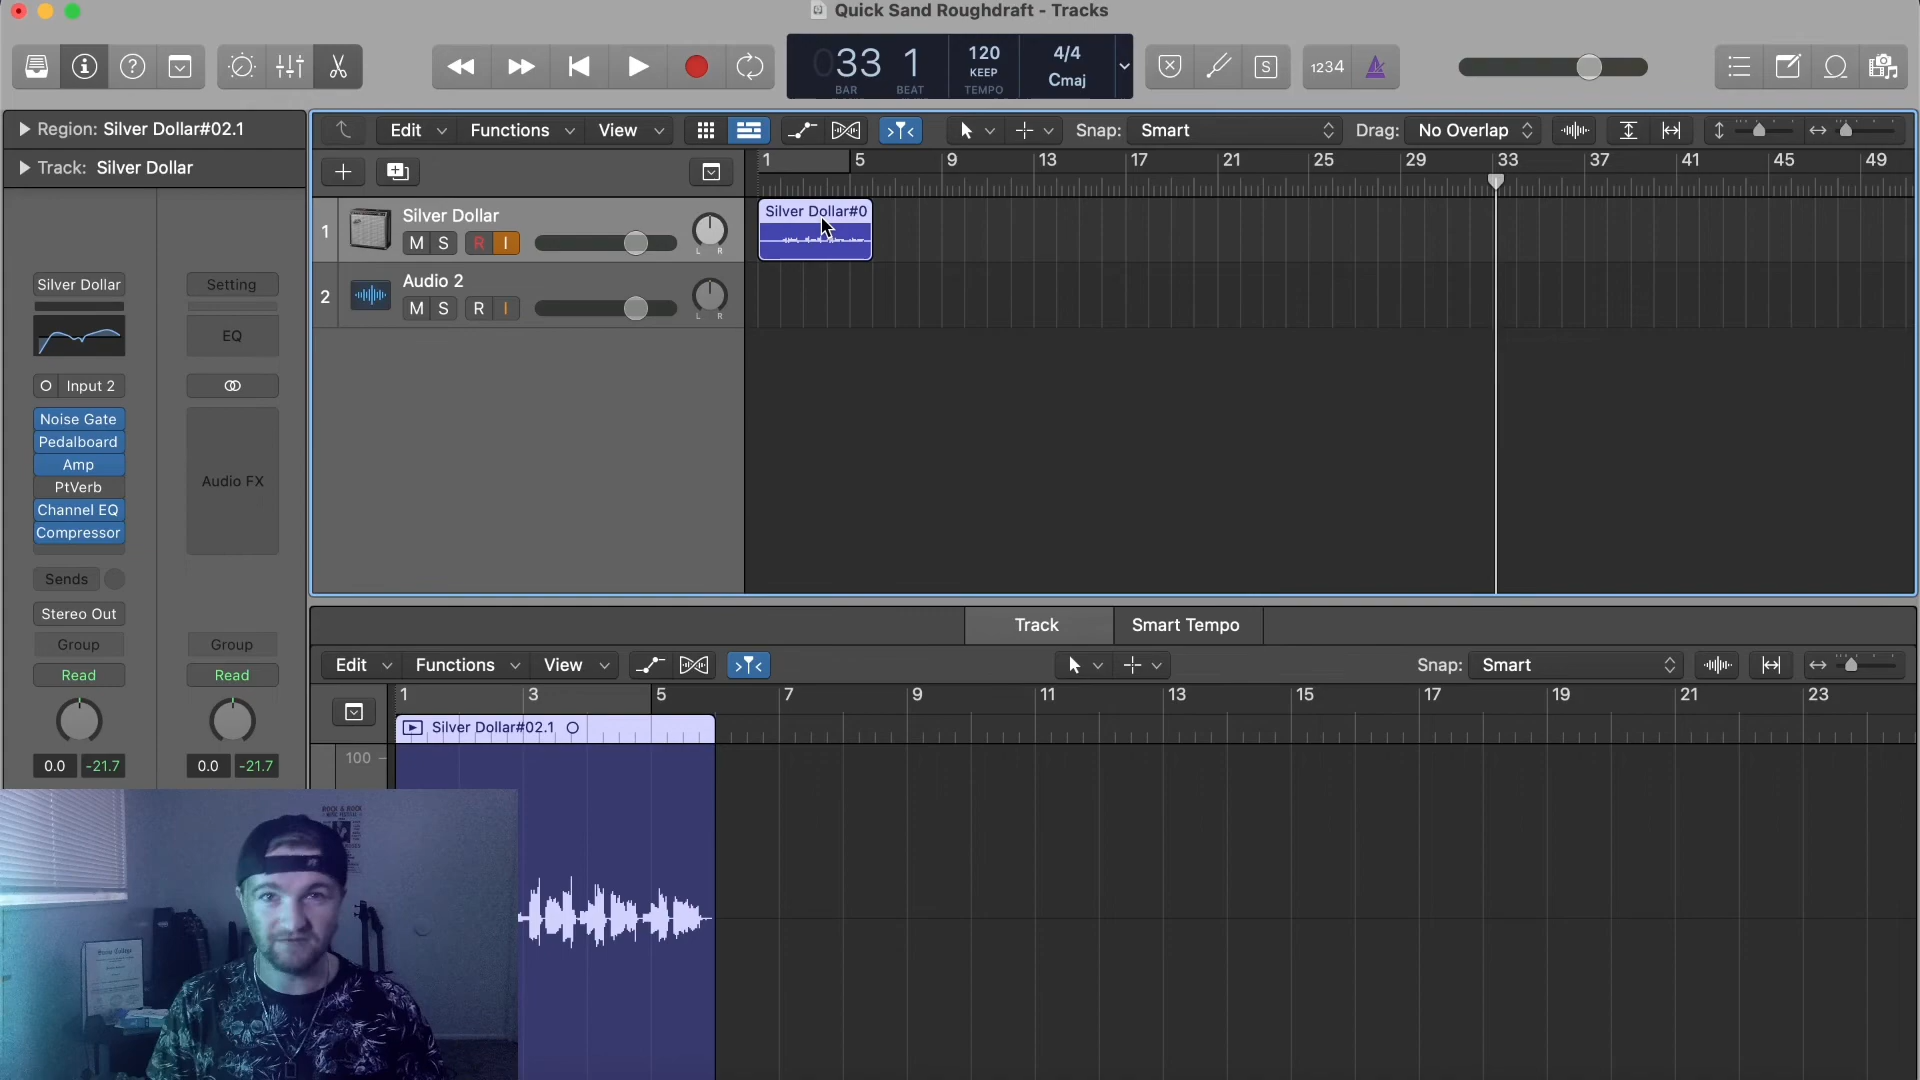 Quick Sand Roughdraft - Tracks
033 1
BAR BEAT
120
KEEP
TEMPO
4/4
Cmaj
S
1234
Region: Silver Dollar#02.1
Track: Silver Dollar
Edit Functions View
Snap: Smart
Drag: No Overlap
1 5 9 13 17 21 25 29 33 37 41 45 49
1 Silver Dollar
M S R I
L R
Silver Dollar#0
2 Audio 2
M S R I
L R
Silver Dollar Setting
EQ
Input 2
Noise Gate
Pedalboard
Amp
PtVerb
Channel EQ
Compressor
Audio FX
Sends
Stereo Out
Group Group
Read Read
0.0 -21.7 0.0 -21.7
Track Smart Tempo
Edit Functions View
Snap: Smart
1 3 5 7 9 11 13 15 17 19 21 23
Silver Dollar#02.1
100